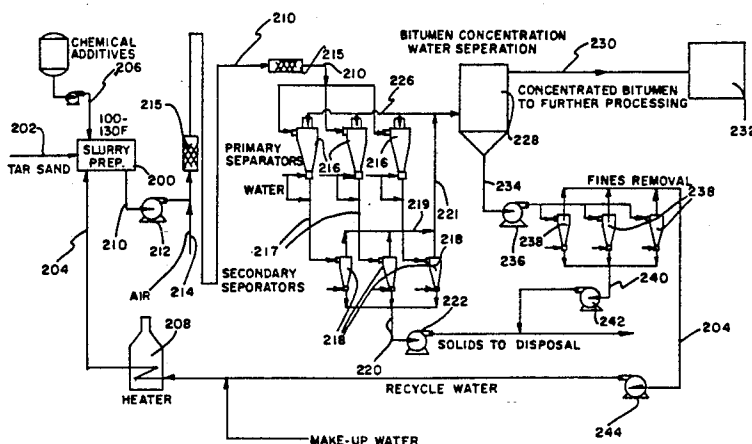 CHEMICAL
ADDITIVES
206
202
TAR SAND
100-
130F
SLURRY
PREP.
200
204
210
212
AIR
214
215
210
215
210
226
PRIMARY
SEPARATORS
216
216
WATER
217
219
221
SECONDARY
SEPORATORS
218
218
220
222
SOLIDS TO DISPOSAL
BITUMEN CONCENTRATION
WATER SEPERATION
230
CONCENTRATED BITUMEN
TO FURTHER PROCESSING
228
232
234
236
FINES REMOVAL
238
238
240
242
204
208
HEATER
RECYCLE WATER
MAKE-UP WATER
244